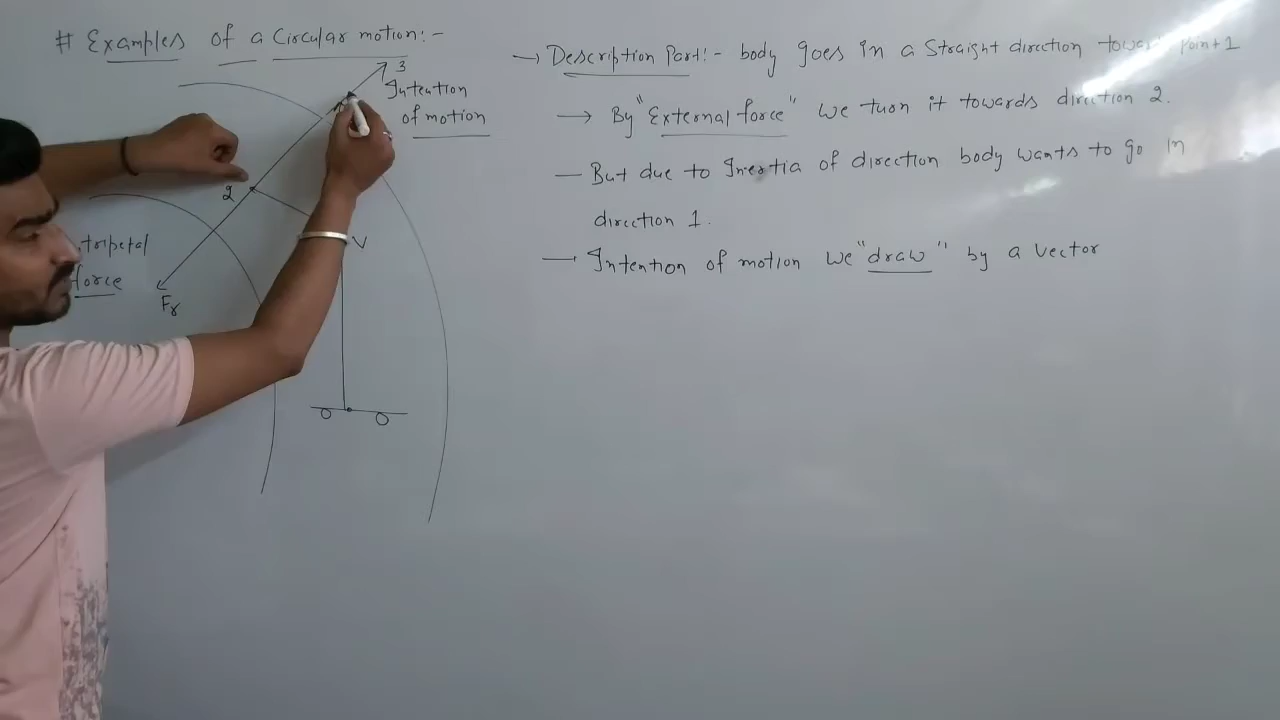 # Examples of a Circular motion:-
3
Intention
of motion
2
V
force
Fr
→ Description Part:- body goes in a straight direction Point 1
→ By "External force" we turn it towards direction 2.
— But due to Inertia of direction body wants to go in
direction 1.
— Intention of motion we "draw" by a vector